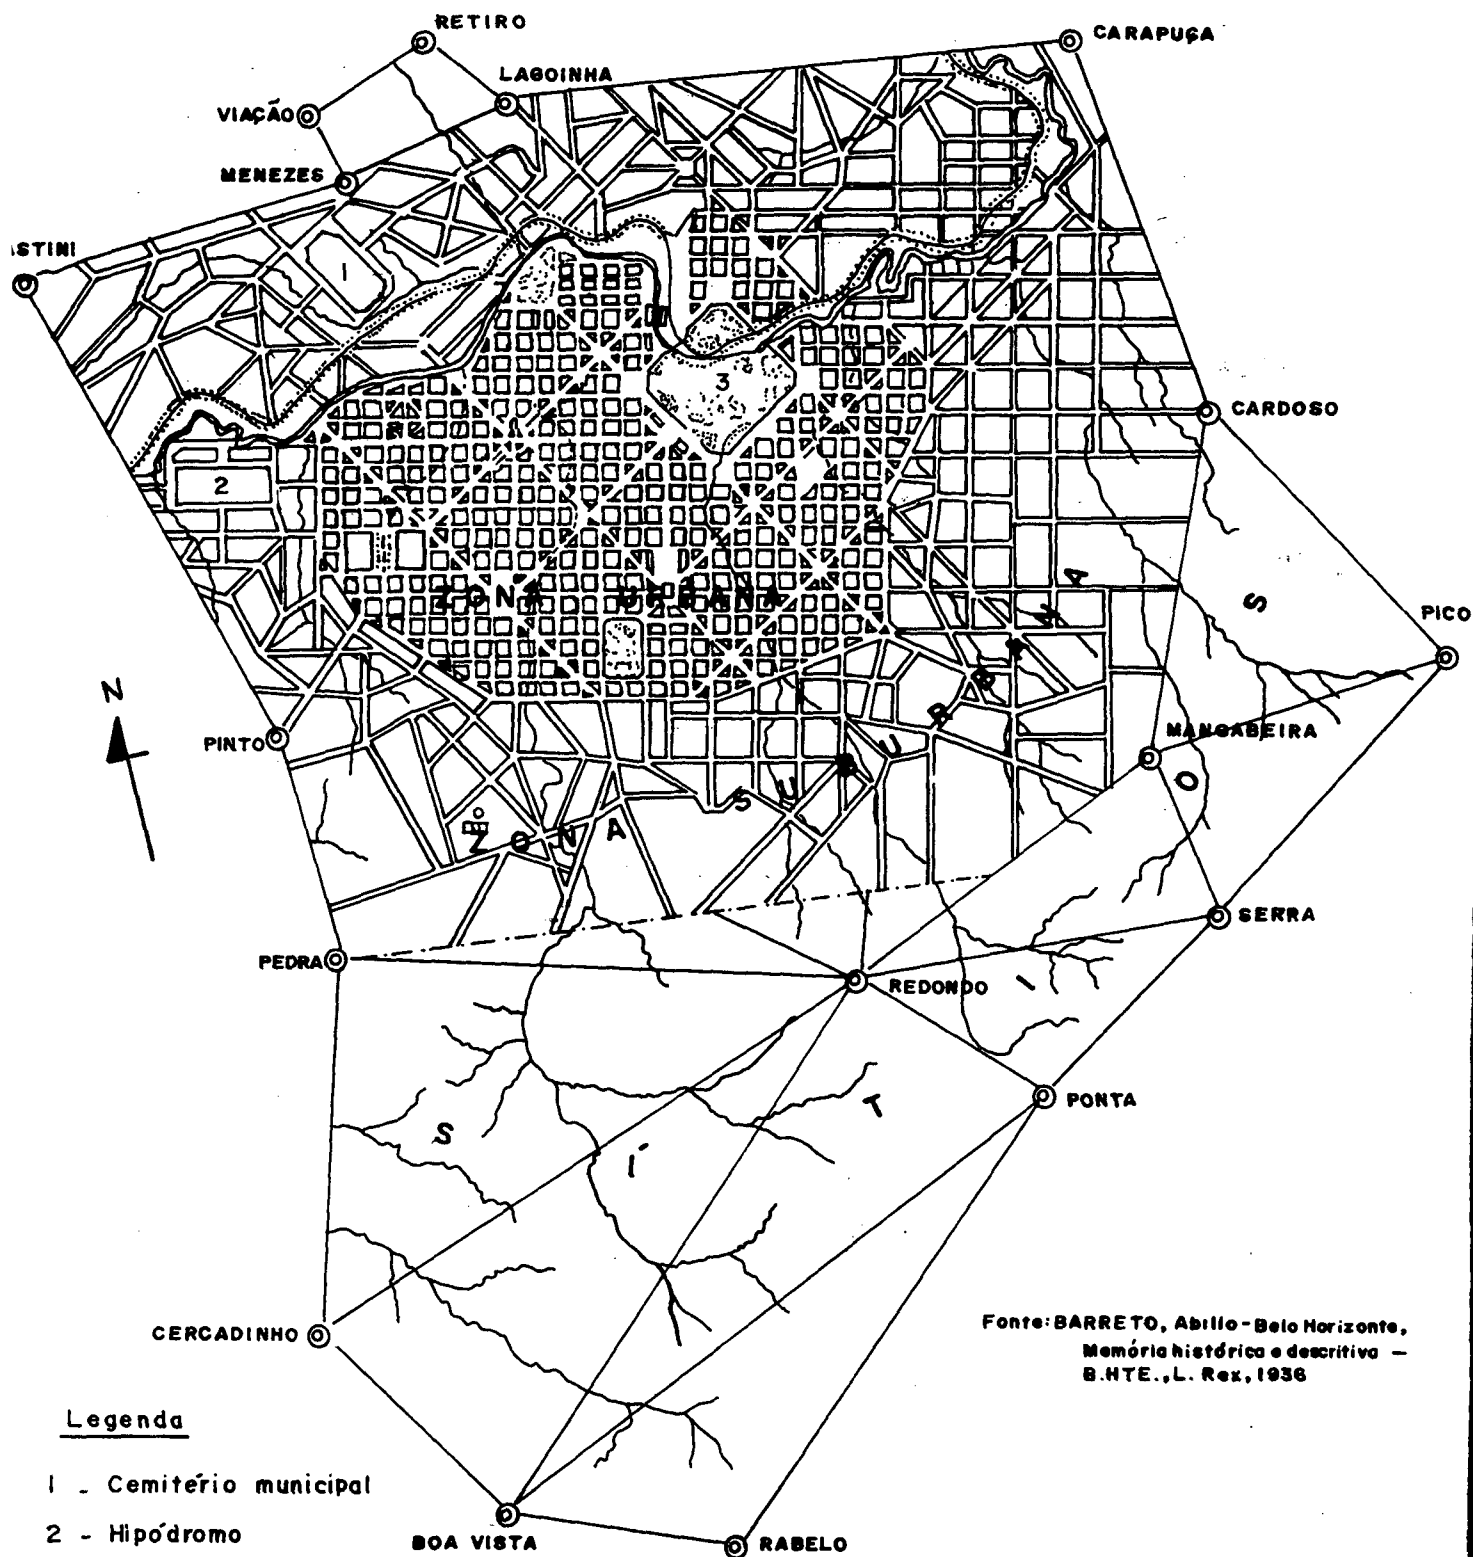 RETIRO
CARAPUÇA
LAGOINHA
VIAÇÃO
MENEZES
ISTINI
1
3
CARDOSO
2
ZONA URBANA
PICO
N
MANGABEIRA
PINTO
ZONA SUBURBANA
SERRA
PEDRA
REDONDO
PONTA
SÍTIOS
CERCADINHO
Fonte: BARRETO, Abilio - Belo Horizonte,
Memória histórica e descritiva –
B.HTE., L. Rex, 1936
Legenda
1 - Cemitério municipal
2 - Hipódromo
BOA VISTA
RABELO